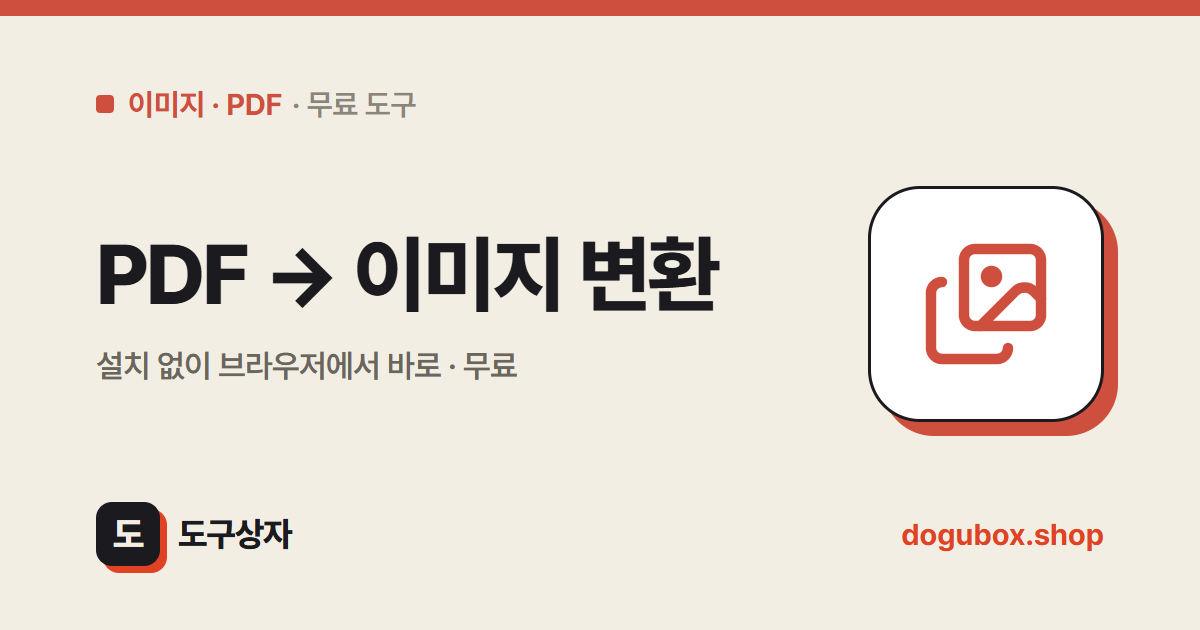 이미지 · PDF · 무료 도구
PDF → 이미지 변환
설치 없이 브라우저에서 바로 · 무료
도 도구상자
dogubox.shop